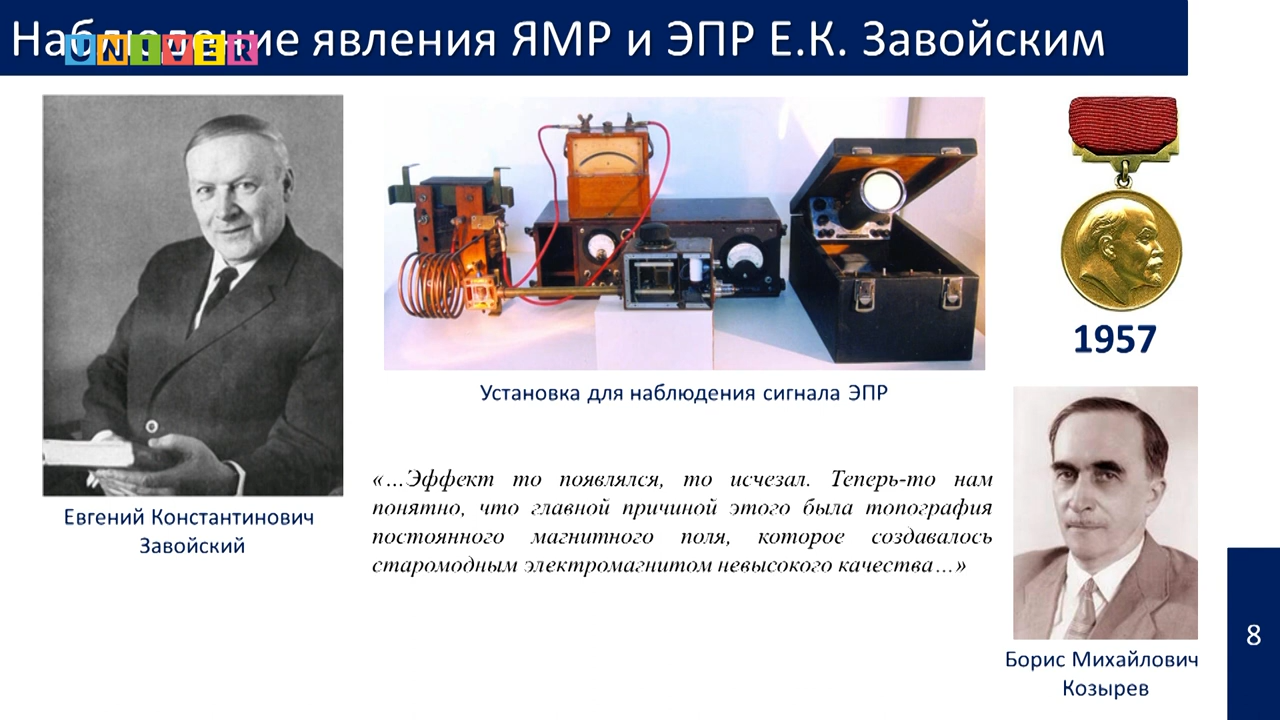 Наблюдение явления ЯМР и ЭПР Е.К. Завойским
UNIVER
1957
Установка для наблюдения сигнала ЭПР
«…Эффект то появлялся, то исчезал. Теперь-то нам
понятно, что главной причиной этого была топография
постоянного магнитного поля, которое создавалось
старомодным электромагнитом невысокого качества…»
Евгений Константинович
Завойский
Борис Михайлович
Козырев
8